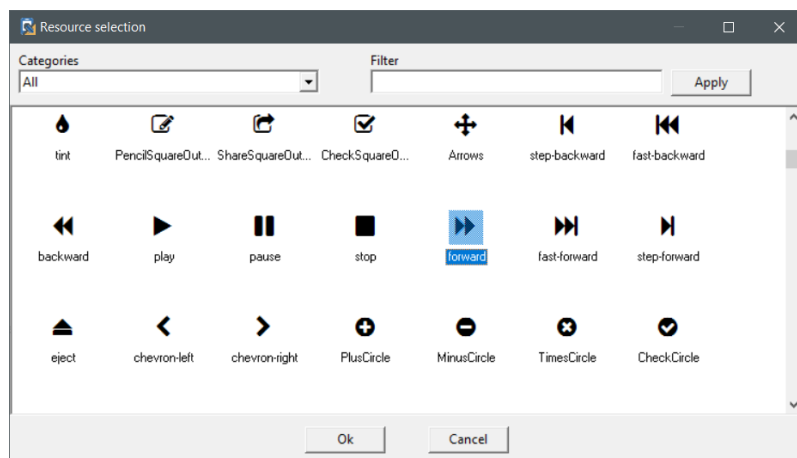 Resource selection
Categories
Filter
All
Apply
tint
PencilSquareOut...
ShareSquareOut...
CheckSquareO...
Arrows
step-backward
fast-backward
backward
play
pause
stop
forward
fast-forward
step-forward
eject
chevron-left
chevron-right
PlusCircle
MinusCircle
TimesCircle
CheckCircle
Ok
Cancel